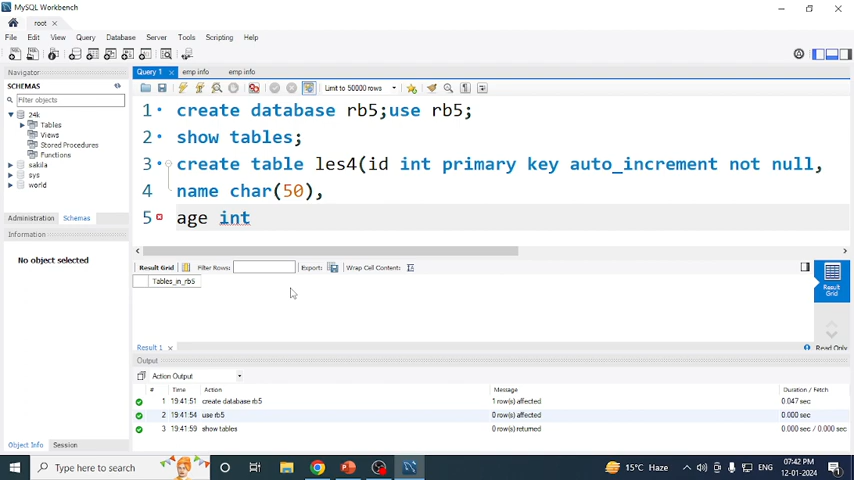 MySQL Workbench
root
File Edit View Query Database Server Tools Scripting Help
Navigator
SCHEMAS
Filter objects
24k
Tables
Views
Stored Procedures
Functions
sakila
sys
world
Administration Schemas
Information
No object selected
Object Info Session
Query 1 emp info emp info
Limit to 50000 rows
1 create database rb5;use rb5;
2 show tables;
3 create table les4(id int primary key auto_increment not null,
4 name char(50),
5 age int
Result Grid Filter Rows: Export: Wrap Cell Content:
Tables_in_rb5
Result Grid
Result 1 Read Only
Output
Action Output
# Time Action Message Duration / Fetch
1 19:41:51 create database rb5 1 row(s) affected 0.047 sec
2 19:41:54 use rb5 0 row(s) affected 0.000 sec
3 19:41:59 show tables 0 row(s) returned 0.000 sec / 0.000 sec
Type here to search
15°C Haze ENG 07:42 PM
12-01-2024